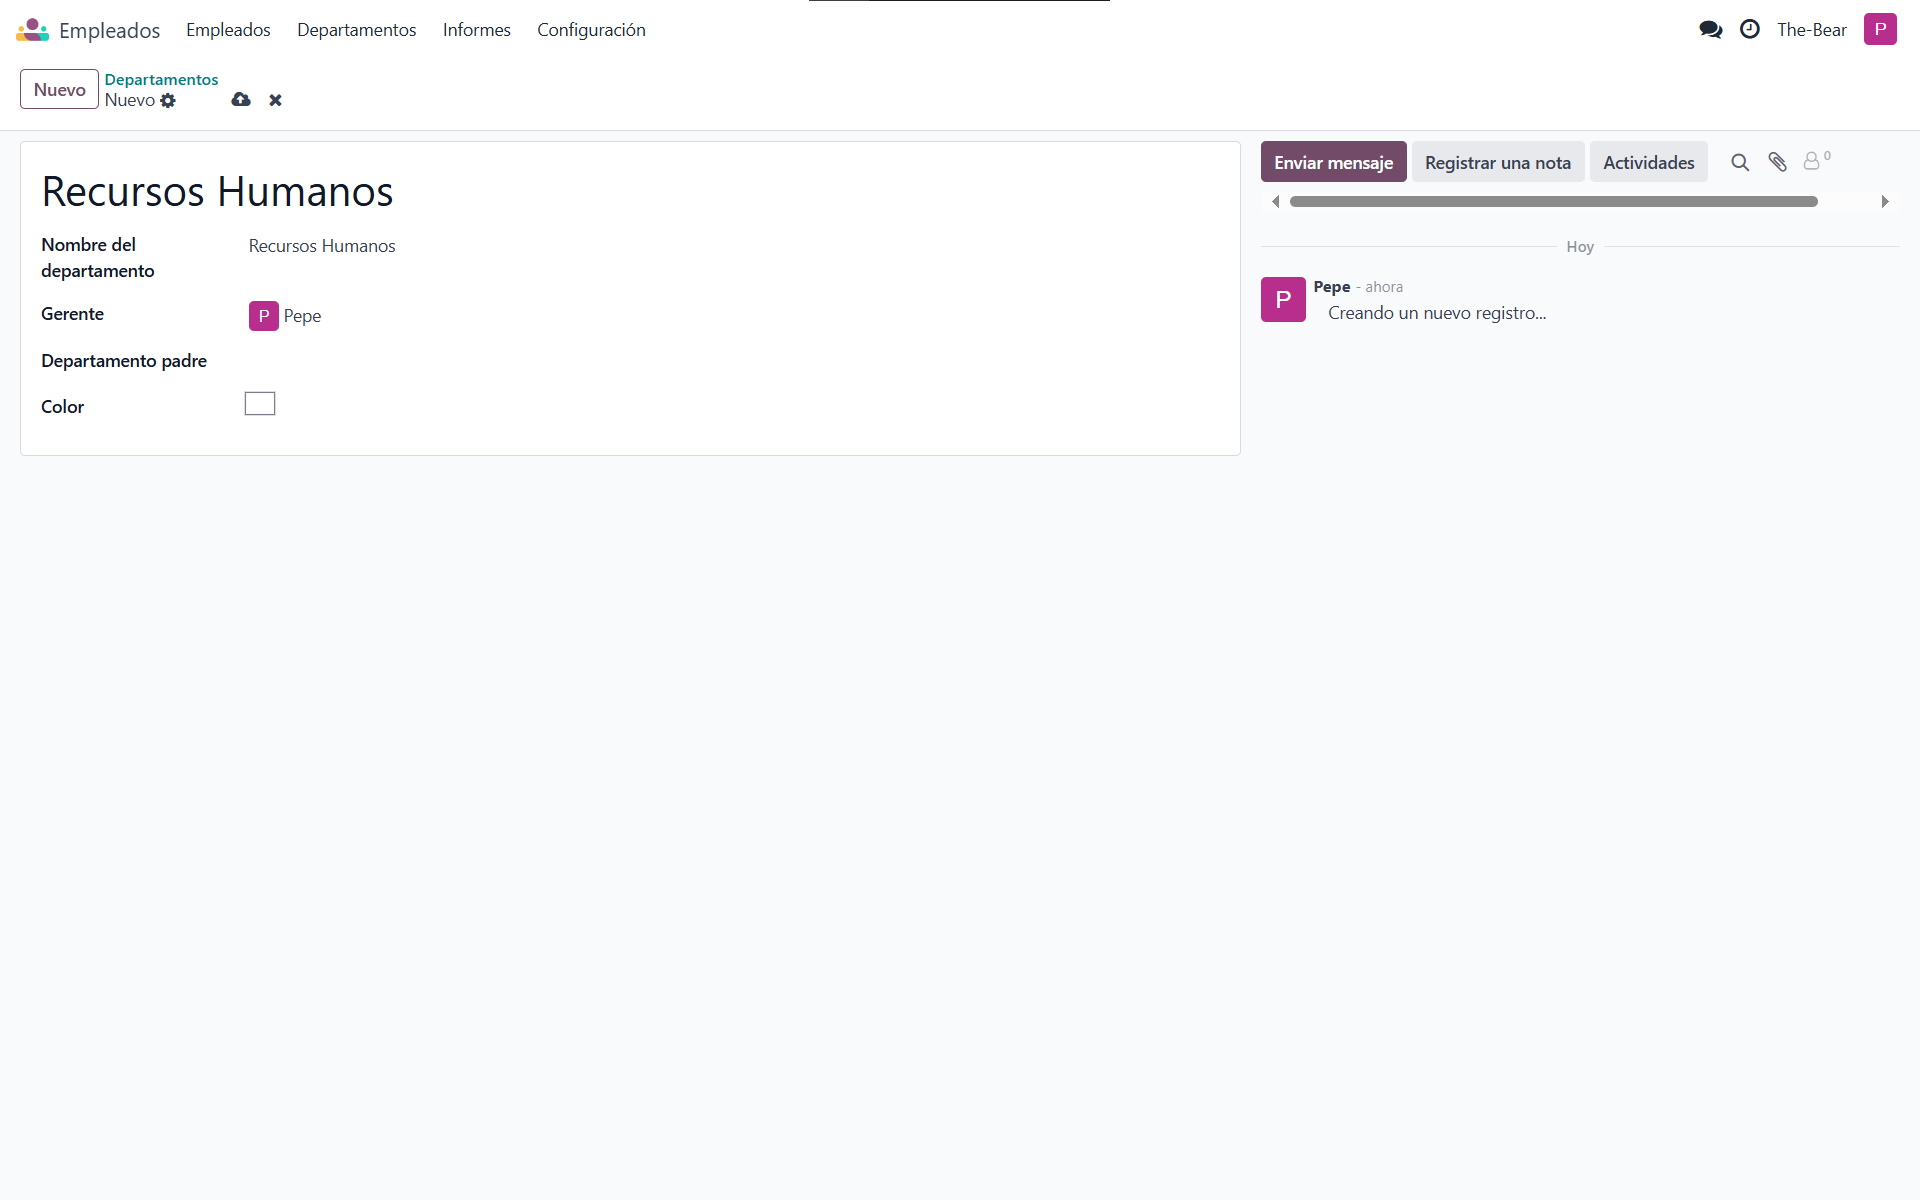 Empleados Empleados Departamentos Informes Configuración The-Bear P
Nuevo Departamentos
Nuevo
Enviar mensaje Registrar una nota Actividades 0
Recursos Humanos
Nombre del departamento Recursos Humanos
Gerente P Pepe
Departamento padre
Color
Hoy
P Pepe - ahora
Creando un nuevo registro...